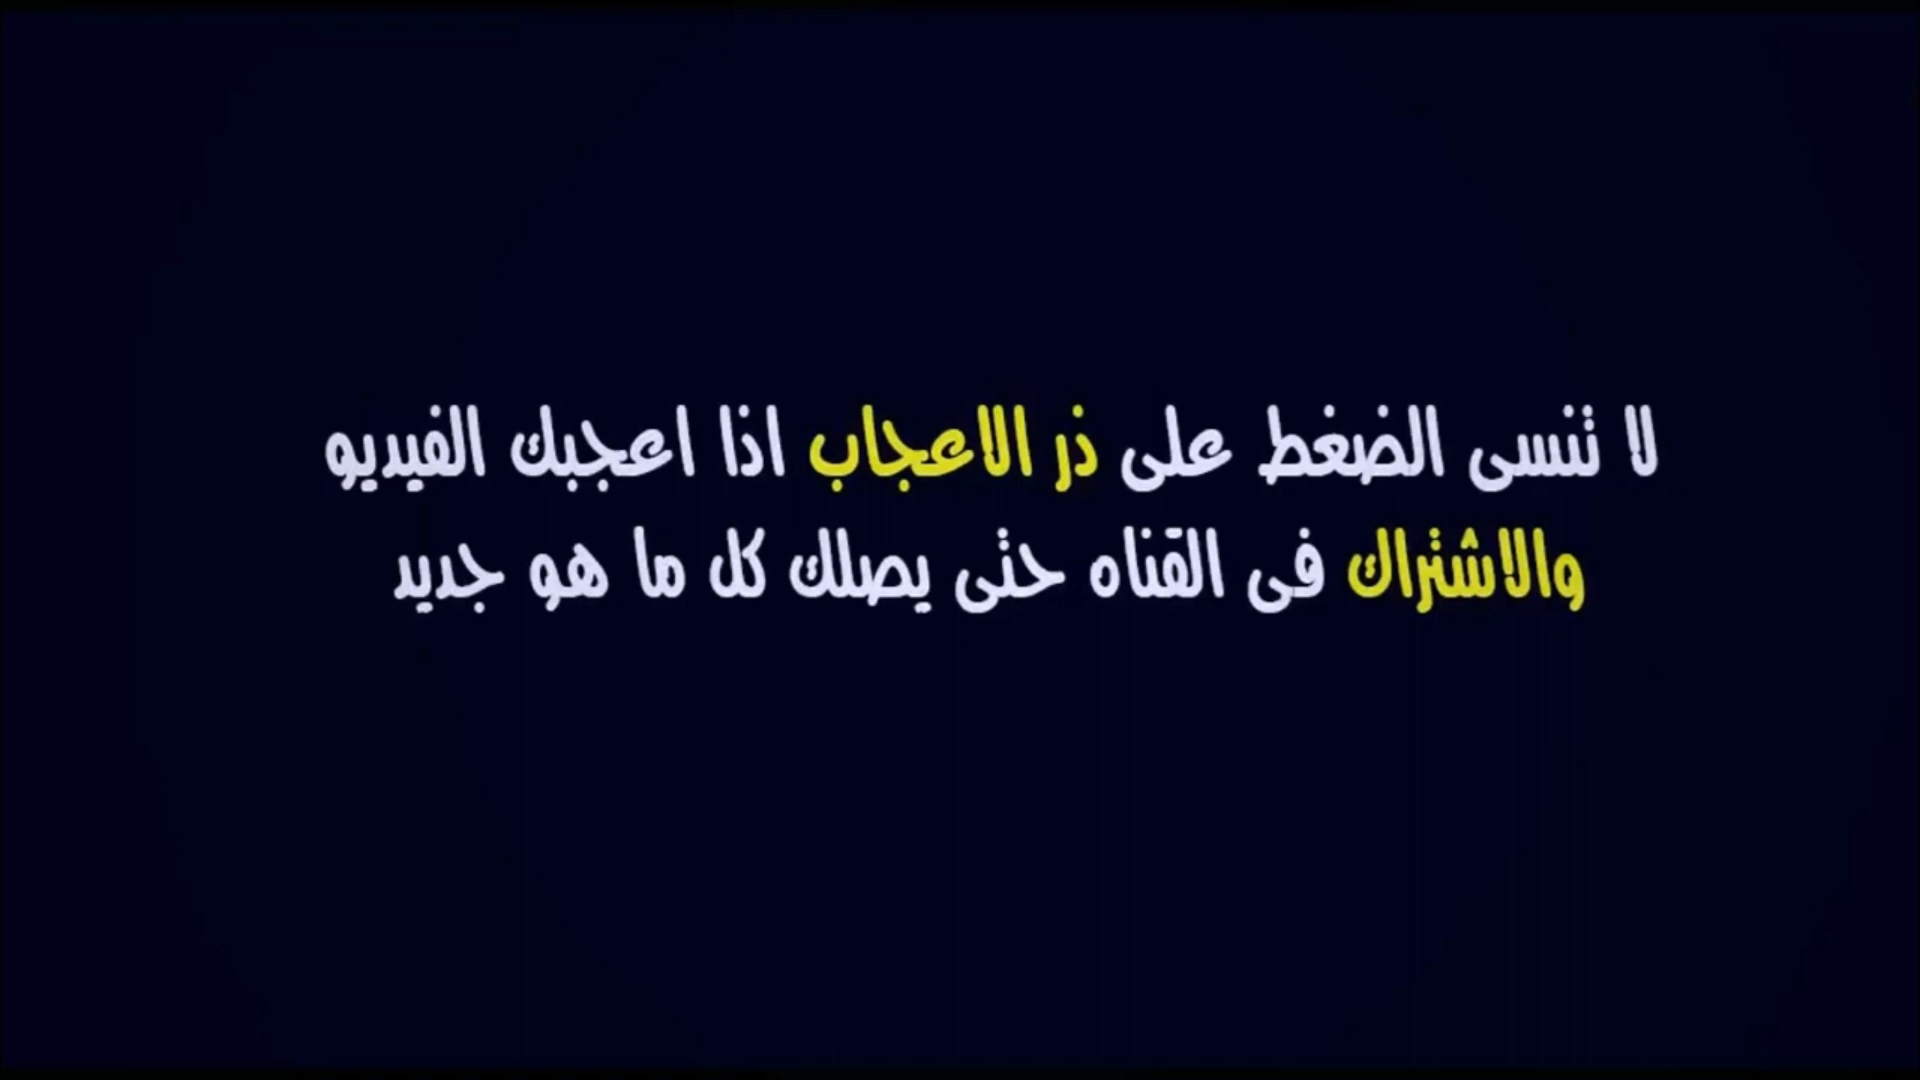 لا تنسى الضغط على ذر الاعجاب اذا اعجبك الفيديو
والاشتراك فى القناه حتى يصلك كل ما هو جديد